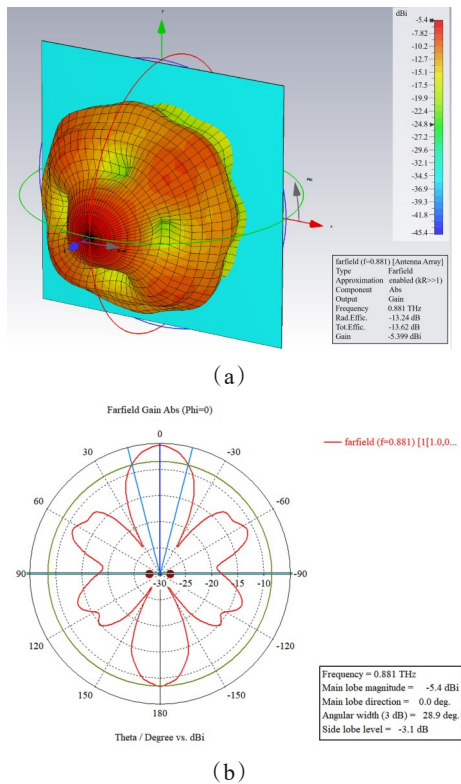 dBi
-5.4
-7.82
-10.2
-12.7
-15.1
-17.5
-19.9
-22.4
-24.8
-27.2
-29.6
-32.1
-34.5
-36.9
-39.3
-41.8
-45.4
farfield (f=0.881) [Antenna Array]
Type Farfield
Approximation enabled (kR>>1)
Component Abs
Output Gain
Frequency 0.881 THz
Rad.Effic. -13.24 dB
Tot.Effic. -13.62 dB
Gain -5.399 dBi
(a)
Farfield Gain Abs (Phi=0)
farfield (f=0.881) [1[1.0,0...
0
30 -30
60 -60
90 -30 -25 -20 -15 -10 -90
120 -120
150 -150
180
Theta / Degree vs. dBi
Frequency = 0.881 THz
Main lobe magnitude = -5.4 dBi
Main lobe direction = 0.0 deg.
Angular width (3 dB) = 28.9 deg.
Side lobe level = -3.1 dB
(b)